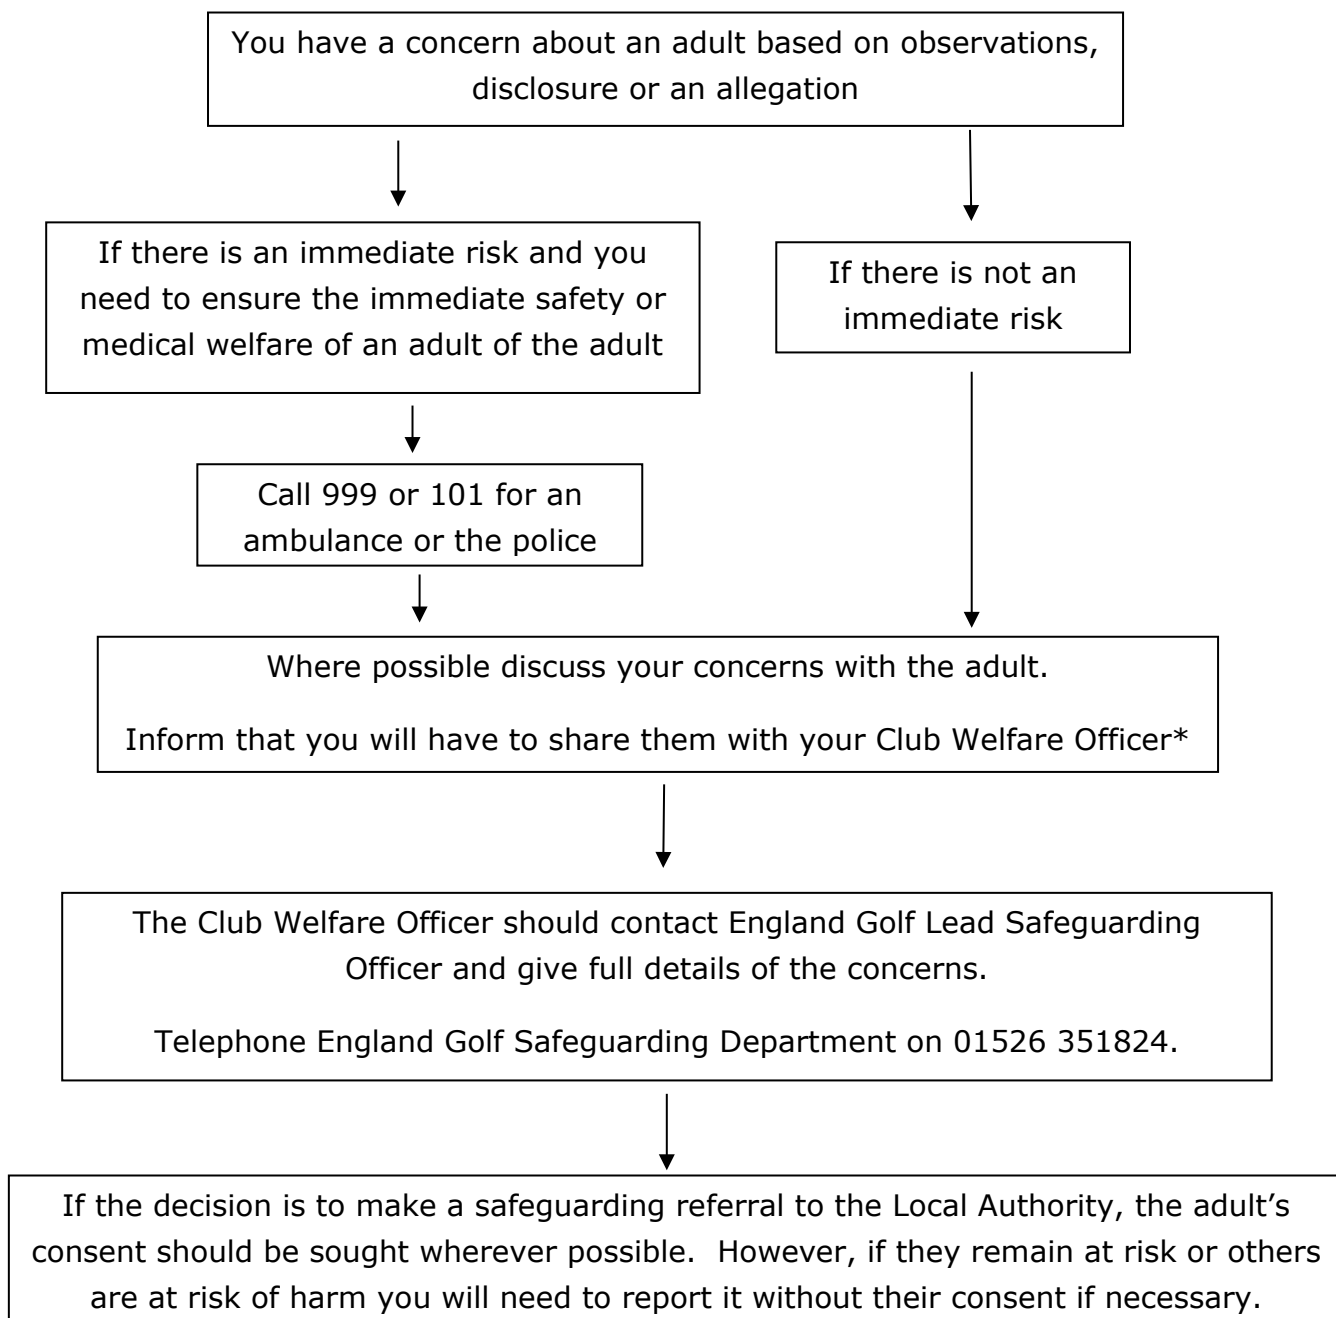 You have a concern about an adult based on observations,
disclosure or an allegation
If there is an immediate risk and you
need to ensure the immediate safety or
medical welfare of an adult of the adult
If there is not an
immediate risk
Call 999 or 101 for an
ambulance or the police
Where possible discuss your concerns with the adult.
Inform that you will have to share them with your Club Welfare Officer*
The Club Welfare Officer should contact England Golf Lead Safeguarding
Officer and give full details of the concerns.
Telephone England Golf Safeguarding Department on 01526 351824.
If the decision is to make a safeguarding referral to the Local Authority, the adult’s
consent should be sought wherever possible.  However, if they remain at risk or others
are at risk of harm you will need to report it without their consent if necessary.